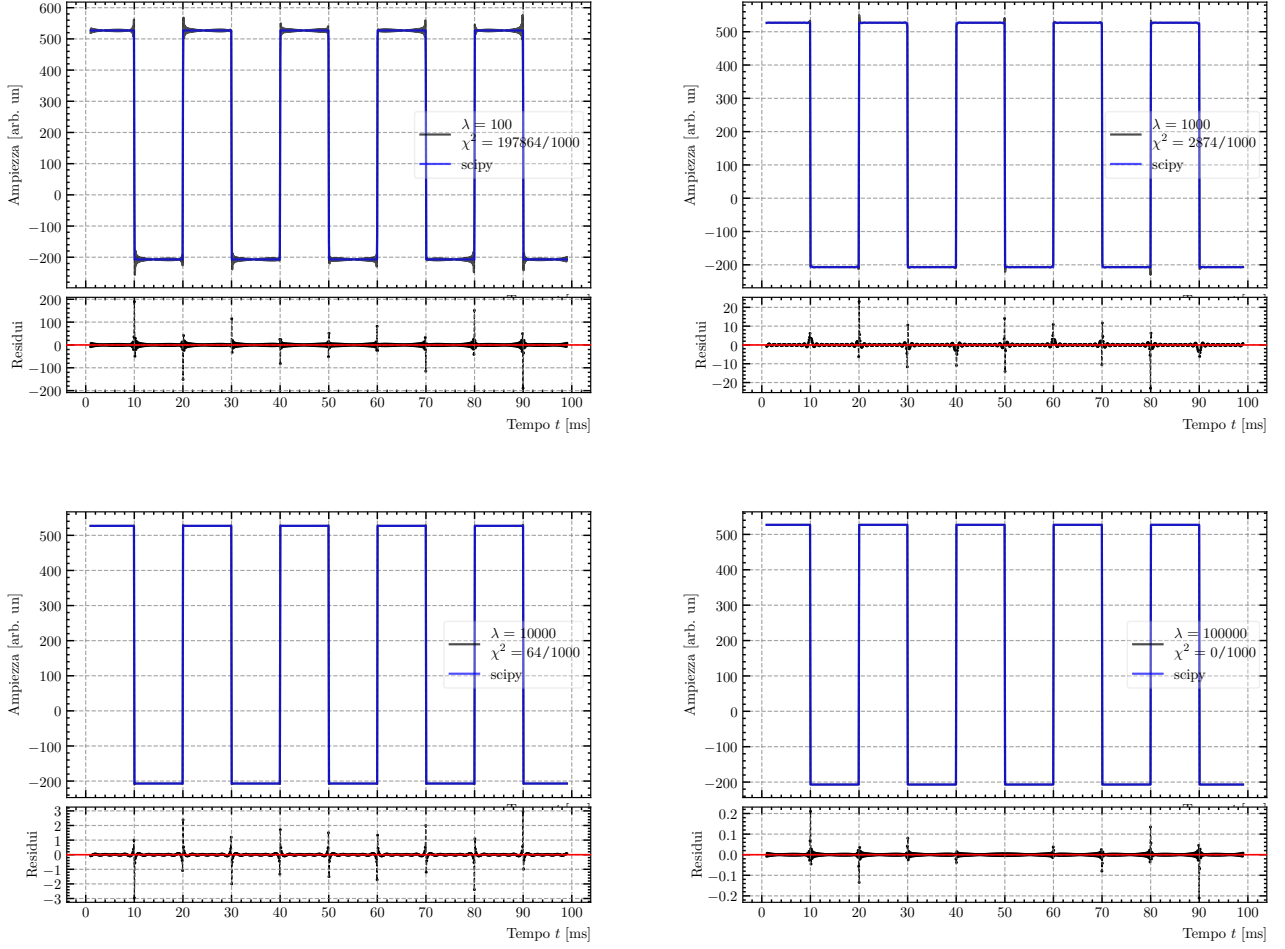 600
500
400
300
200
100
0
−100
−200
Ampiezza [arb. un]
λ = 100
χ² = 197864/1000
scipy
200
100
0
−100
−200
Residui
0 10 20 30 40 50 60 70 80 90 100
Tempo t [ms]
500
400
300
200
100
0
−100
−200
Ampiezza [arb. un]
λ = 1000
χ² = 2874/1000
scipy
20
10
0
−10
−20
Residui
0 10 20 30 40 50 60 70 80 90 100
Tempo t [ms]
500
400
300
200
100
0
−100
−200
Ampiezza [arb. un]
λ = 10000
χ² = 64/1000
scipy
3
2
1
0
−1
−2
−3
Residui
0 10 20 30 40 50 60 70 80 90 100
Tempo t [ms]
500
400
300
200
100
0
−100
−200
Ampiezza [arb. un]
λ = 100000
χ² = 0/1000
scipy
0.2
0.1
0.0
−0.1
−0.2
Residui
0 10 20 30 40 50 60 70 80 90 100
Tempo t [ms]